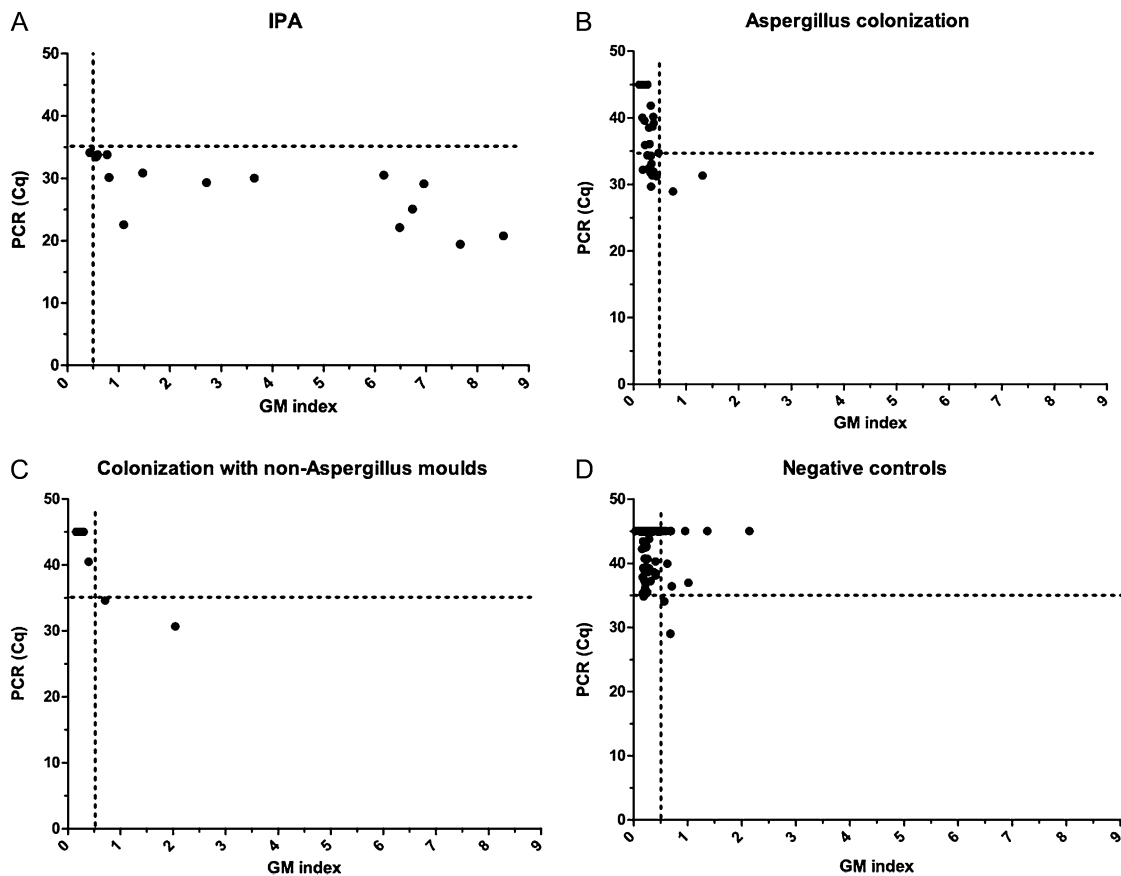 A
IPA
50
40
30
20
10
0
PCR (Cq)
0 1 2 3 4 5 6 7 8 9
GM index
B
Aspergillus colonization
50
40
30
20
10
0
PCR (Cq)
0 1 2 3 4 5 6 7 8 9
GM index
C
Colonization with non-Aspergillus moulds
50
40
30
20
10
0
PCR (Cq)
0 1 2 3 4 5 6 7 8 9
GM index
D
Negative controls
50
40
30
20
10
0
PCR (Cq)
0 1 2 3 4 5 6 7 8 9
GM index